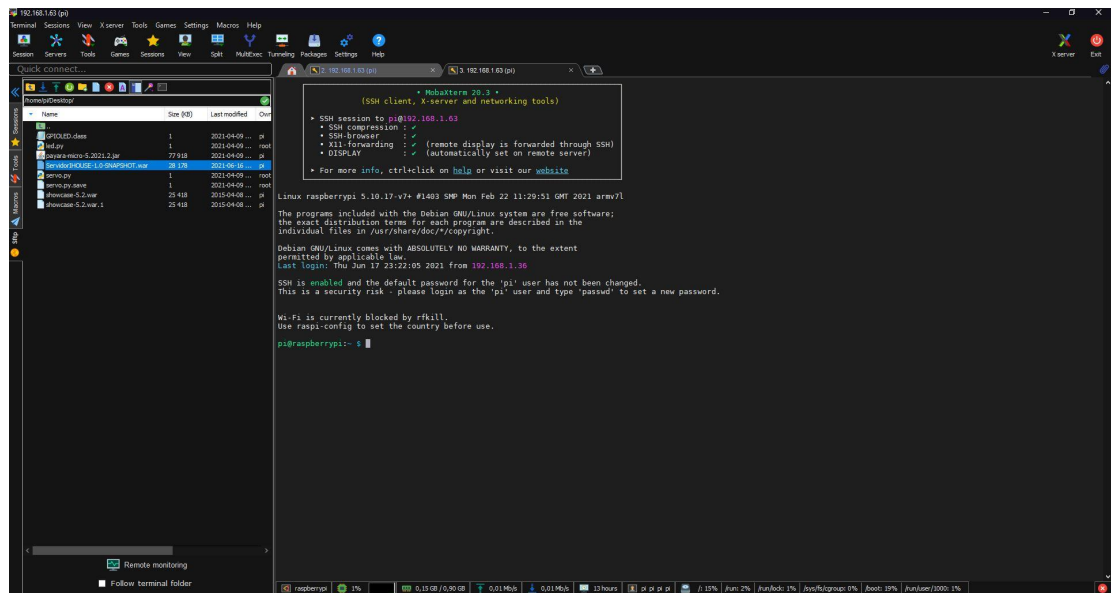 192.168.1.63 (pi)
Terminal Sessions View X server Tools Games Settings Macros Help
Session Servers Tools Games Sessions View Split MultiExec Tunneling Packages Settings Help X server Exit
Quick connect...
2. 192.168.1.63 (pi) 3. 192.168.1.63 (pi)
/home/pi/Desktop/
Name Size (KB) Last modified Own
..
GPIOLED.class 1 2021-04-09 ... pi
led.py 1 2021-04-09 ... root
payara-micro-5.2021.2.jar 77 918 2021-04-09 ... pi
ServidorIHOUSE-1.0-SNAPSHOT.war 28 178 2021-06-16 ... pi
servo.py 1 2021-04-09 ... root
servo.py.save 1 2021-04-09 ... root
showcase-5.2.war 25 418 2015-04-08 ... pi
showcase-5.2.war.1 25 418 2015-04-08 ... pi
Sessions
Tools
Macros
Sftp
• MobaXterm 20.3 •
(SSH client, X-server and networking tools)
► SSH session to pi@192.168.1.63
• SSH compression : ✔
• SSH-browser : ✔
• X11-forwarding : ✔ (remote display is forwarded through SSH)
• DISPLAY : ✔ (automatically set on remote server)
► For more info, ctrl+click on help or visit our website
Linux raspberrypi 5.10.17-v7+ #1403 SMP Mon Feb 22 11:29:51 GMT 2021 armv7l
The programs included with the Debian GNU/Linux system are free software;
the exact distribution terms for each program are described in the
individual files in /usr/share/doc/*/copyright.
Debian GNU/Linux comes with ABSOLUTELY NO WARRANTY, to the extent
permitted by applicable law.
Last login: Thu Jun 17 23:22:05 2021 from 192.168.1.36
SSH is enabled and the default password for the 'pi' user has not been changed.
This is a security risk - please login as the 'pi' user and type 'passwd' to set a new password.
Wi-Fi is currently blocked by rfkill.
Use raspi-config to set the country before use.
pi@raspberrypi:~ $
Remote monitoring
Follow terminal folder
raspberrypi 1% 0,15 GB / 0,90 GB 0,01 Mb/s 0,01 Mb/s 13 hours pi pi pi pi /: 15% /run: 2% /run/lock: 1% /sys/fs/cgroup: 0% /boot: 19% /run/user/1000: 1%